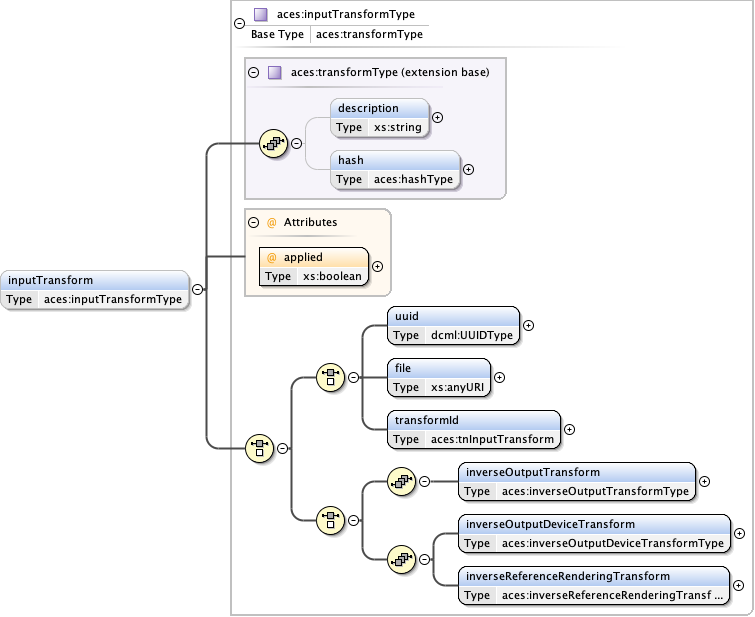 aces:inputTransformType
Base Type aces:transformType
aces:transformType (extension base)
description
Type xs:string
hash
Type aces:hashType
@ Attributes
@ applied
Type xs:boolean
inputTransform
Type aces:inputTransformType
uuid
Type dcml:UUIDType
file
Type xs:anyURI
transformId
Type aces:tnInputTransform
inverseOutputTransform
Type aces:inverseOutputTransformType
inverseOutputDeviceTransform
Type aces:inverseOutputDeviceTransformType
inverseReferenceRenderingTransform
Type aces:inverseReferenceRenderingTransf ...